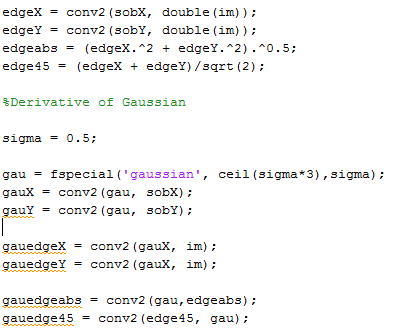 edgeX = conv2(sobX, double(im));
edgeY = conv2(sobY, double(im));
edgeabs = (edgeX.^2 + edgeY.^2).^0.5;
edge45 = (edgeX + edgeY)/sqrt(2);
%Derivative of Gaussian
sigma = 0.5;
gau = fspecial('gaussian', ceil(sigma*3),sigma);
gauX = conv2(gau, sobX);
gauY = conv2(gau, sobY);
gauedgeX = conv2(gauX, im);
gauedgeY = conv2(gauX, im);
gauedgeabs = conv2(gau,edgeabs);
gauedge45 = conv2(edge45, gau);